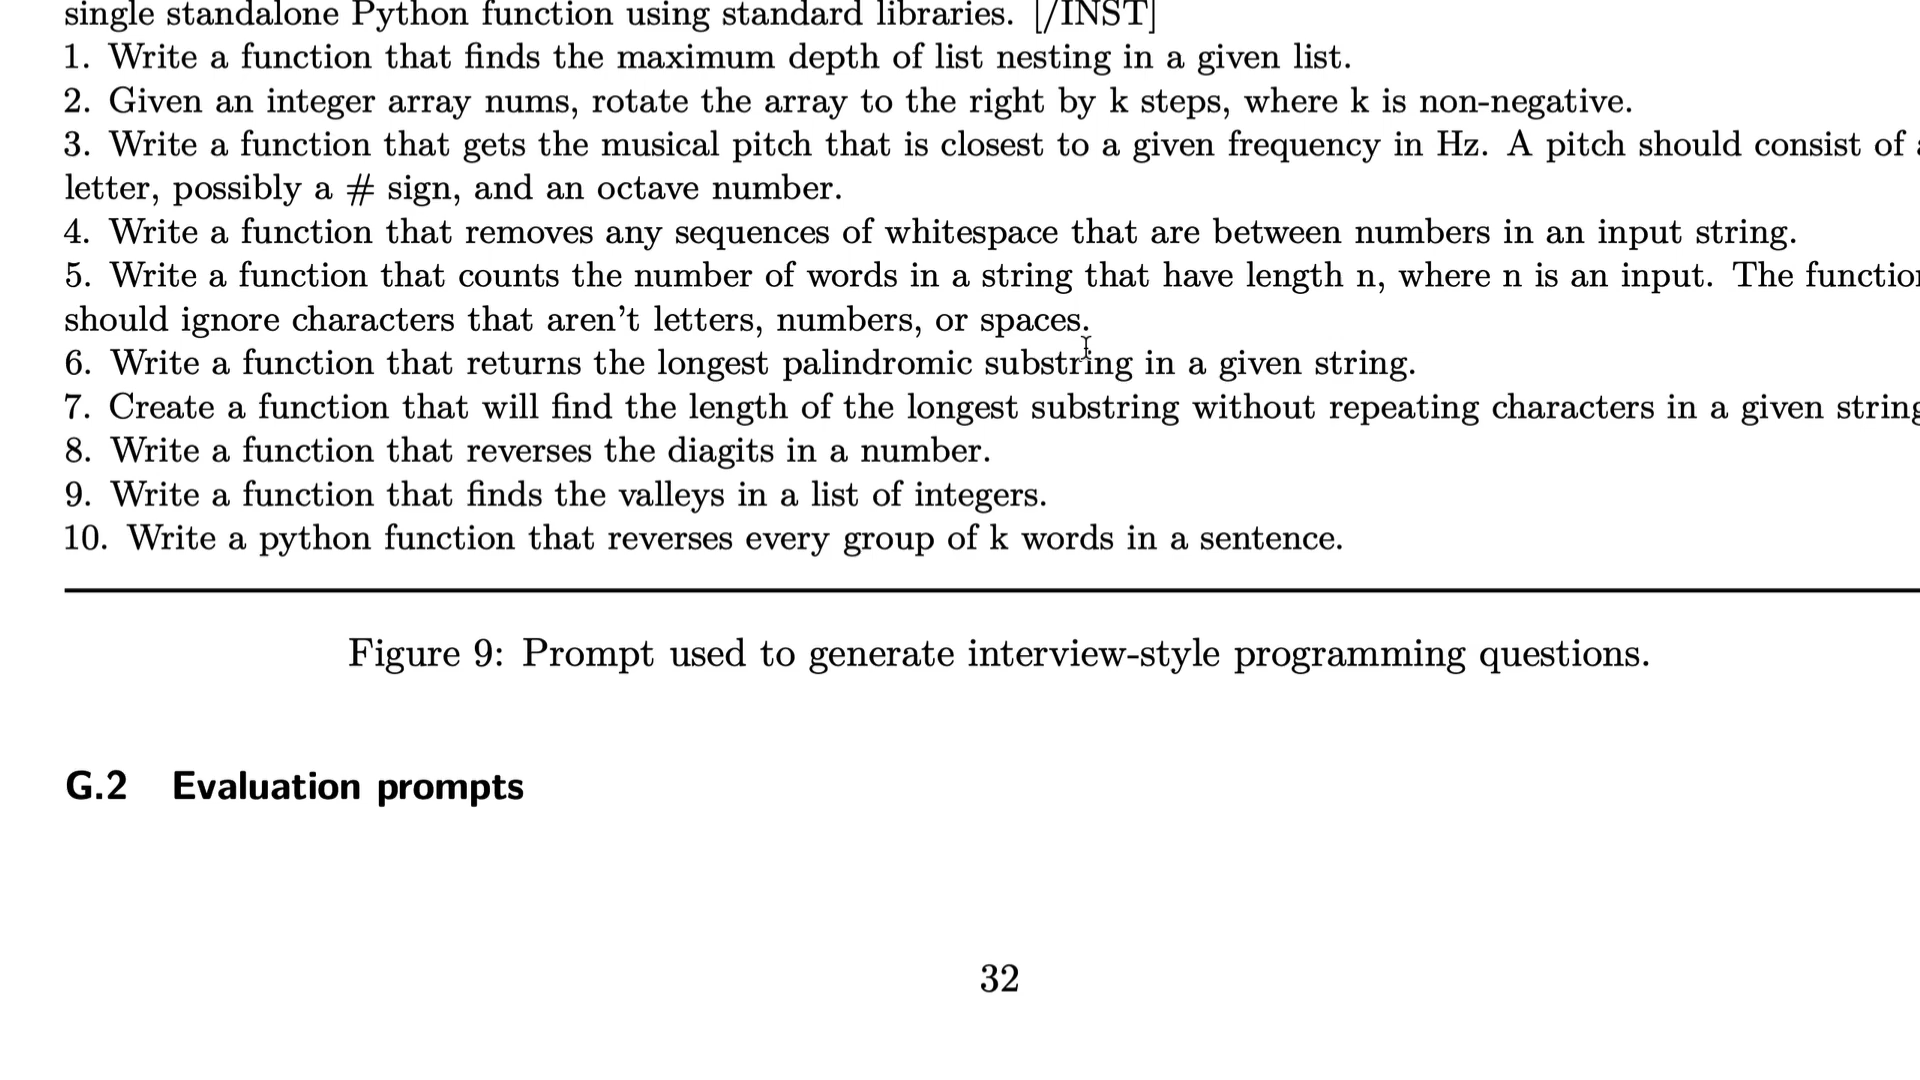 single standalone Python function using standard libraries. [/INST]
1. Write a function that finds the maximum depth of list nesting in a given list.
2. Given an integer array nums, rotate the array to the right by k steps, where k is non-negative.
3. Write a function that gets the musical pitch that is closest to a given frequency in Hz. A pitch should consist of a
letter, possibly a # sign, and an octave number.
4. Write a function that removes any sequences of whitespace that are between numbers in an input string.
5. Write a function that counts the number of words in a string that have length n, where n is an input. The function
should ignore characters that aren't letters, numbers, or spaces.
6. Write a function that returns the longest palindromic substring in a given string.
7. Create a function that will find the length of the longest substring without repeating characters in a given string
8. Write a function that reverses the diagits in a number.
9. Write a function that finds the valleys in a list of integers.
10. Write a python function that reverses every group of k words in a sentence.
Figure 9: Prompt used to generate interview-style programming questions.
G.2 Evaluation prompts
32